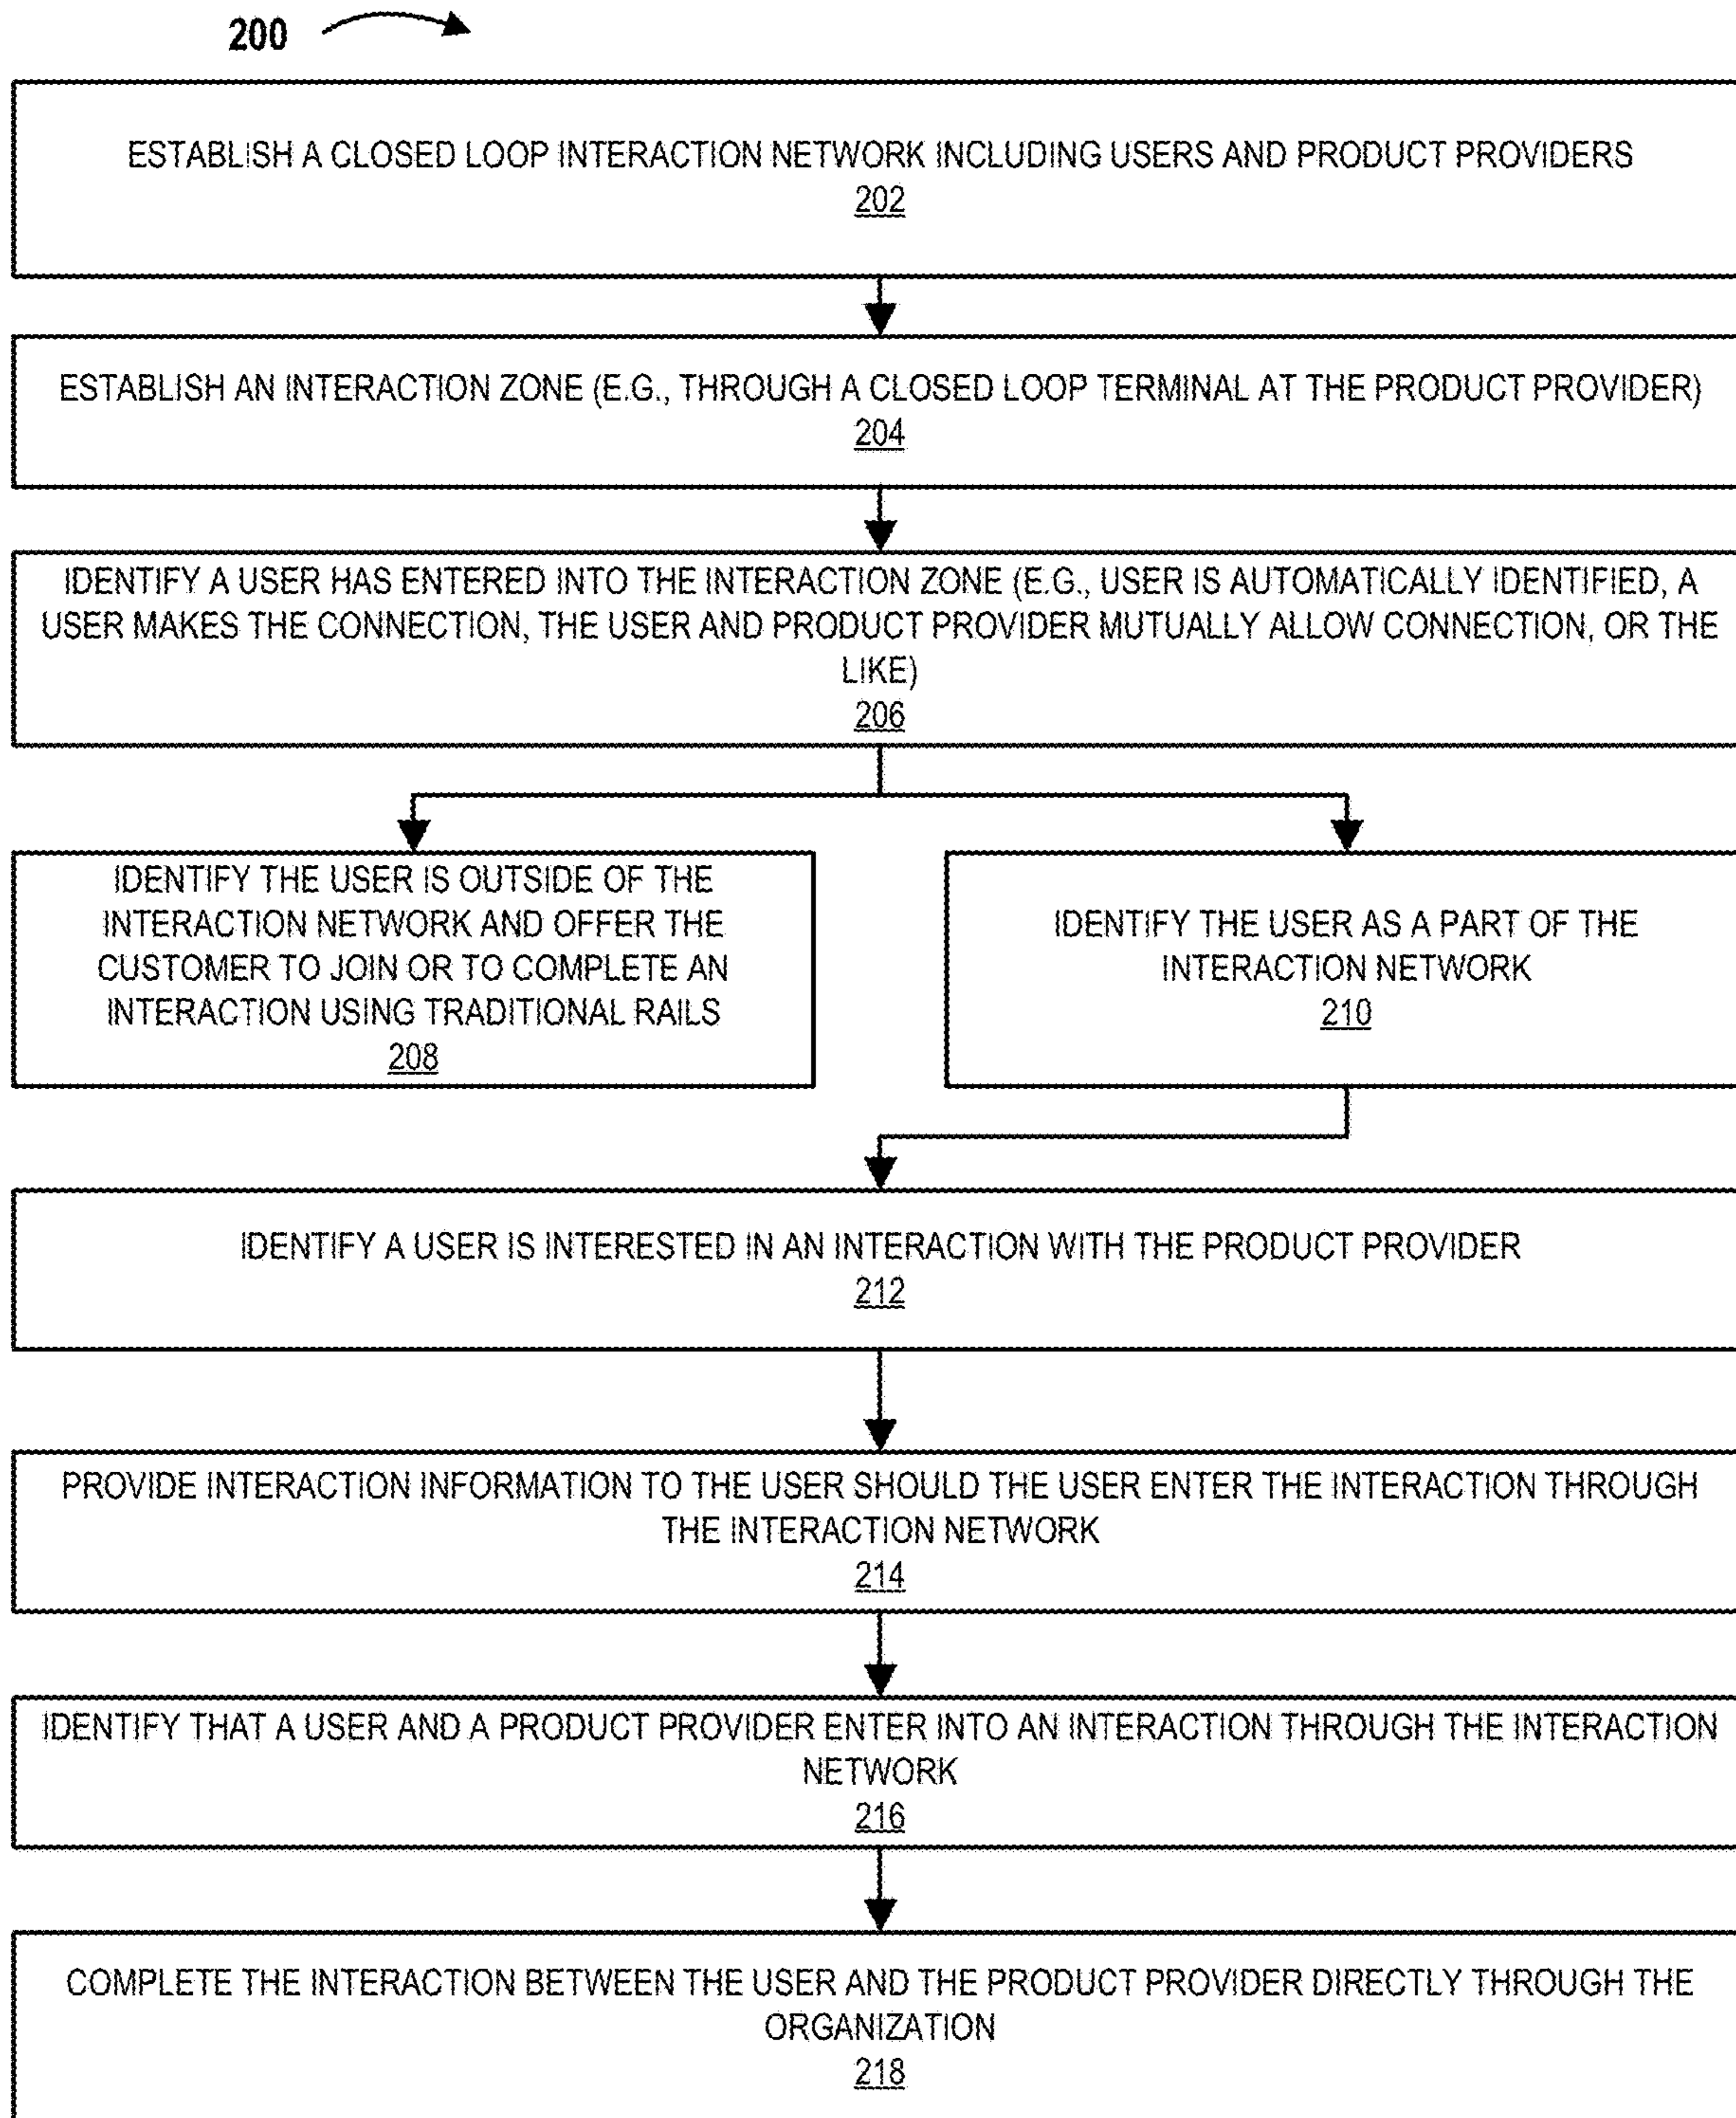 200
ESTABLISH A CLOSED LOOP INTERACTION NETWORK INCLUDING USERS AND PRODUCT PROVIDERS
202
ESTABLISH AN INTERACTION ZONE (E.G., THROUGH A CLOSED LOOP TERMINAL AT THE PRODUCT PROVIDER)
204
IDENTIFY A USER HAS ENTERED INTO THE INTERACTION ZONE (E.G., USER IS AUTOMATICALLY IDENTIFIED, A
USER MAKES THE CONNECTION, THE USER AND PRODUCT PROVIDER MUTUALLY ALLOW CONNECTION, OR THE
LIKE)
206
IDENTIFY THE USER IS OUTSIDE OF THE
INTERACTION NETWORK AND OFFER THE
CUSTOMER TO JOIN OR TO COMPLETE AN
INTERACTION USING TRADITIONAL RAILS
208
IDENTIFY THE USER AS A PART OF THE
INTERACTION NETWORK
210
IDENTIFY A USER IS INTERESTED IN AN INTERACTION WITH THE PRODUCT PROVIDER
212
PROVIDE INTERACTION INFORMATION TO THE USER SHOULD THE USER ENTER THE INTERACTION THROUGH
THE INTERACTION NETWORK
214
IDENTIFY THAT A USER AND A PRODUCT PROVIDER ENTER INTO AN INTERACTION THROUGH THE INTERACTION
NETWORK
216
COMPLETE THE INTERACTION BETWEEN THE USER AND THE PRODUCT PROVIDER DIRECTLY THROUGH THE
ORGANIZATION
218